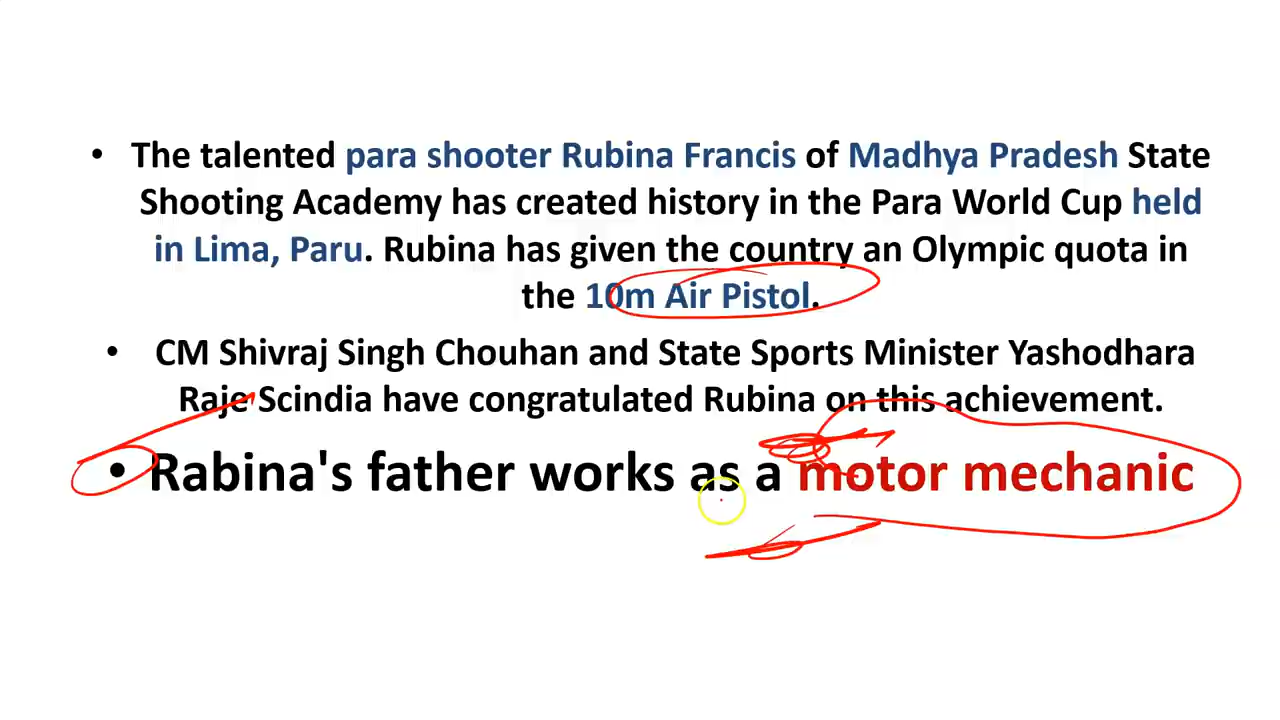 • The talented para shooter Rubina Francis of Madhya Pradesh State
Shooting Academy has created history in the Para World Cup held
in Lima, Paru. Rubina has given the country an Olympic quota in
the 10m Air Pistol.
• CM Shivraj Singh Chouhan and State Sports Minister Yashodhara
Raje Scindia have congratulated Rubina on this achievement.
• Rabina's father works as a motor mechanic